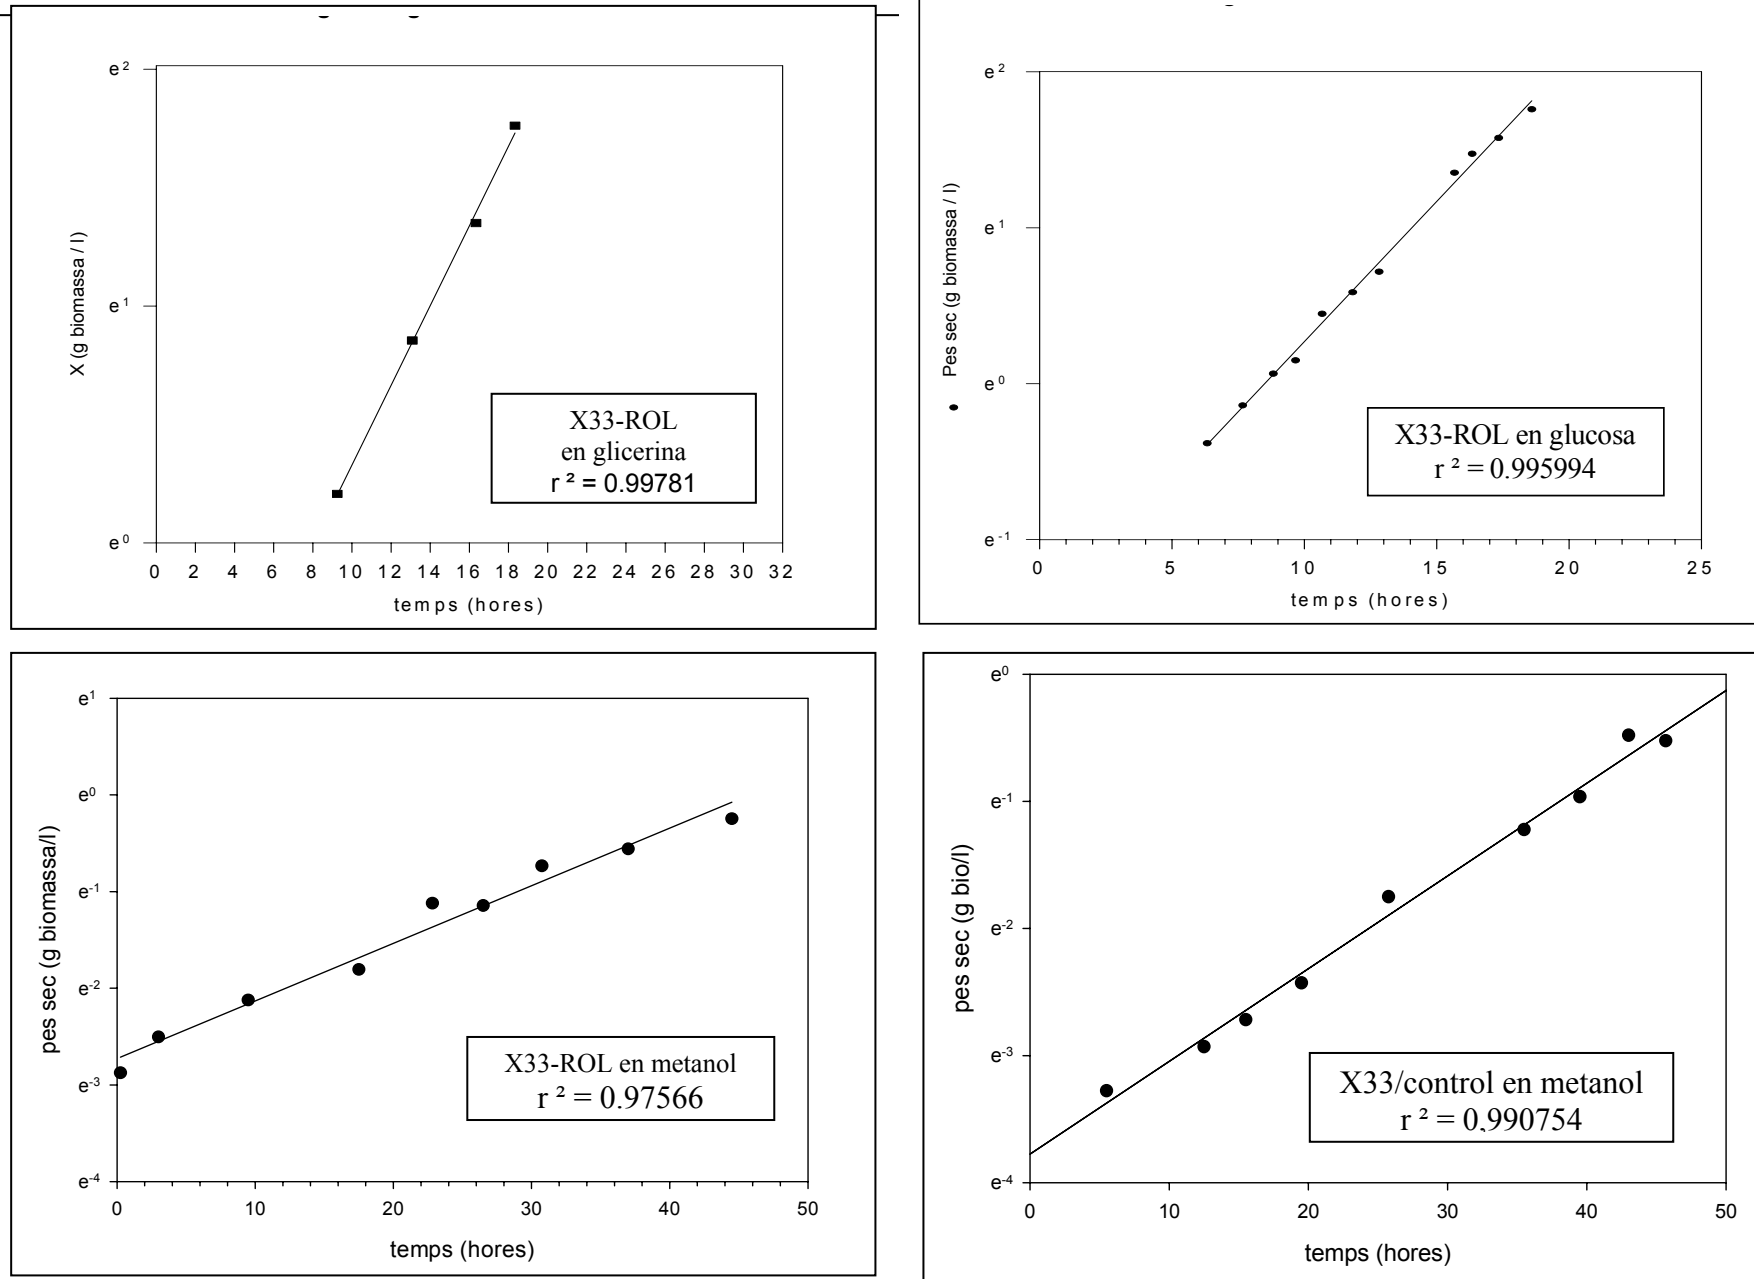 e2
X (g biomassa / l)
e1
X33-ROL
en glicerina
r ² = 0.99781
e0
0 2 4 6 8 10 12 14 16 18 20 22 24 26 28 30 32
temps (hores)
e2
Pes sec (g biomassa / l)
e1
e0
X33-ROL en glucosa
r ² = 0.995994
e-1
0 5 10 15 20 25
temps (hores)
e1
e0
pes sec (g biomassa/l)
e-1
e-2
X33-ROL en metanol
r ² = 0.97566
e-3
e-4
0 10 20 30 40 50
temps (hores)
e0
e-1
pes sec (g bio/l)
e-2
e-3
X33/control en metanol
r ² = 0,990754
e-4
0 10 20 30 40 50
temps (hores)